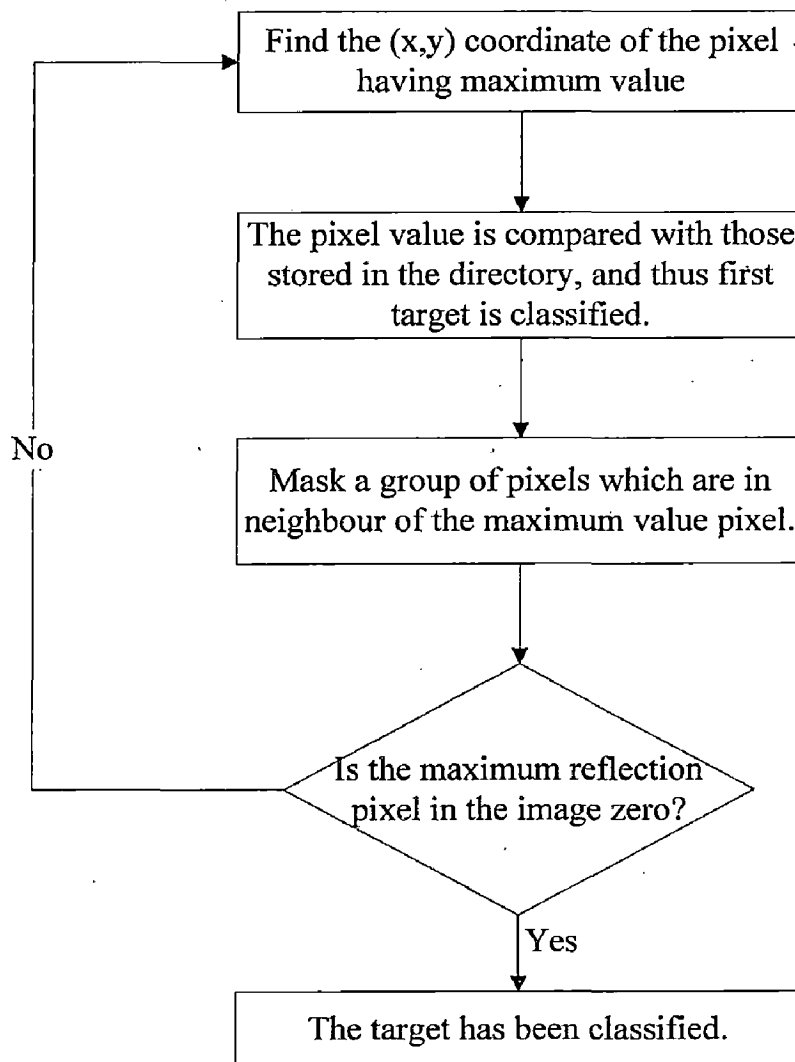 Find the (x,y) coordinate of the pixel
having maximum value
The pixel value is compared with those
stored in the directory, and thus first
target is classified.
No
Mask a group of pixels which are in
neighbour of the maximum value pixel.
Is the maximum reflection
pixel in the image zero?
Yes
The target has been classified.